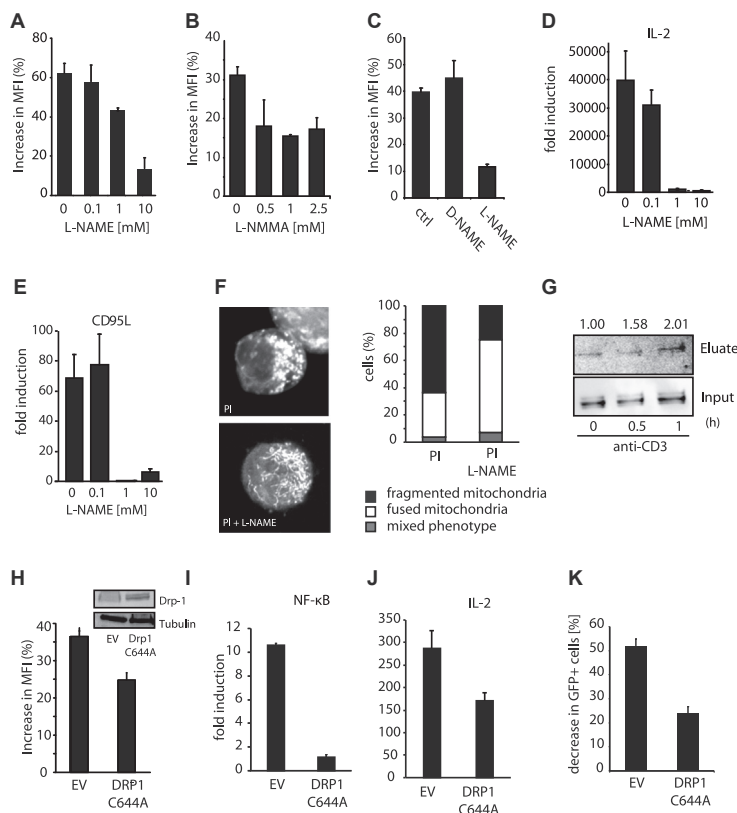 A
Increase in MFI (%)
80
60
40
20
0
0 0.1 1 10
L-NAME [mM]
B
Increase in MFI (%)
40
30
20
10
0
0 0.5 1 2.5
L-NMMA [mM]
C
Increase in MFI (%)
60
50
40
30
20
10
0
ctrl
D-NAME
L-NAME
D
IL-2
fold induction
50000
40000
30000
20000
10000
0
0 0.1 1 10
L-NAME [mM]
E
CD95L
fold induction
100
80
60
40
20
0
0 0.1 1 10
L-NAME [mM]
F
PI
PI + L-NAME
cells (%)
100
80
60
40
20
0
PI PI
L-NAME
fragmented mitochondria
fused mitochondria
mixed phenotype
G
1.00 1.58 2.01
Eluate
Input
0 0.5 1 (h)
anti-CD3
H
Drp-1
Tubulin
EV Drp1
C644A
Increase in MFI (%)
40
30
20
10
0
EV DRP1
C644A
I
NF-κB
fold induction
12
10
8
6
4
2
0
EV DRP1
C644A
J
IL-2
350
300
250
200
150
100
50
0
EV DRP1
C644A
K
decrease in GFP+ cells [%]
60
50
40
30
20
10
0
EV DRP1
C644A